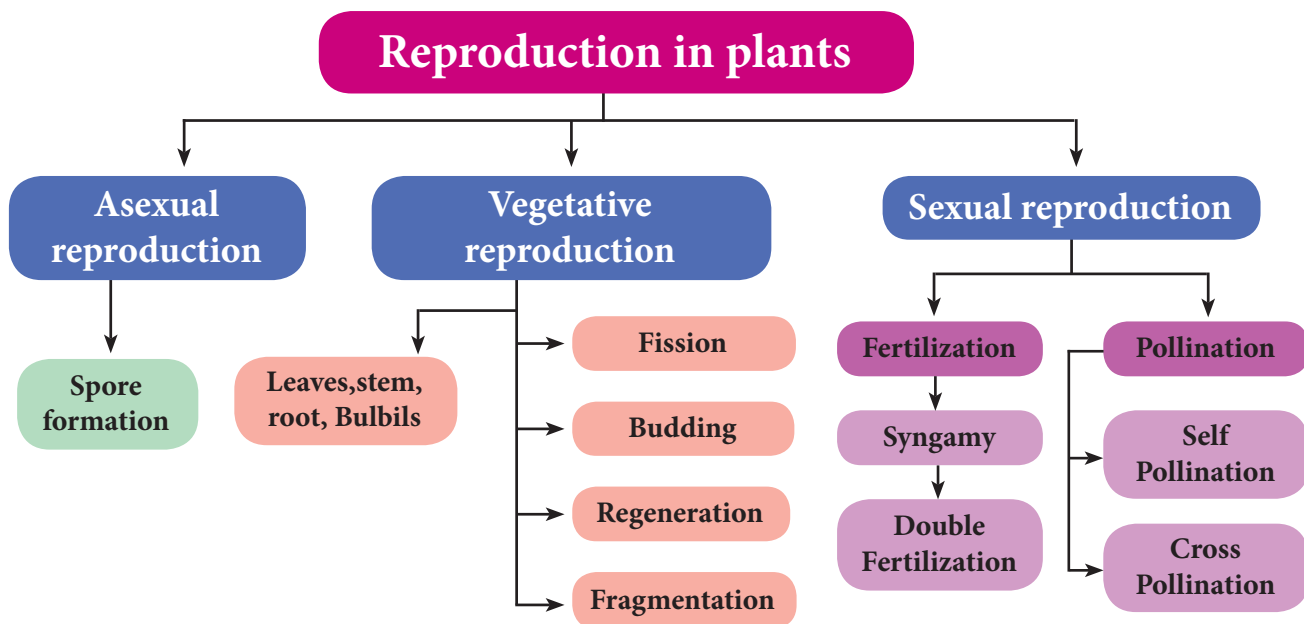 Reproduction in plants
Asexual
reproduction
Vegetative
reproduction
Sexual reproduction
Spore
formation
Leaves,stem,
root, Bulbils
Fission
Budding
Regeneration
Fragmentation
Fertilization
Syngamy
Double
Fertilization
Pollination
Self
Pollination
Cross
Pollination